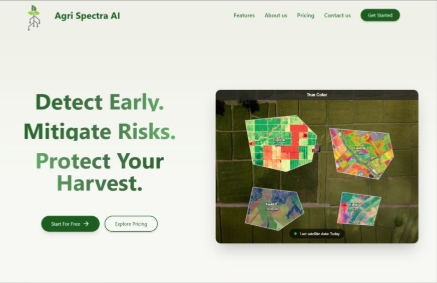 Agri Spectra AI
Features About us Pricing Contact us Get Started
Detect Early.
Mitigate Risks.
Protect Your
Harvest.
Start For Free → Explore Pricing
True Color
Last satellite date: Today